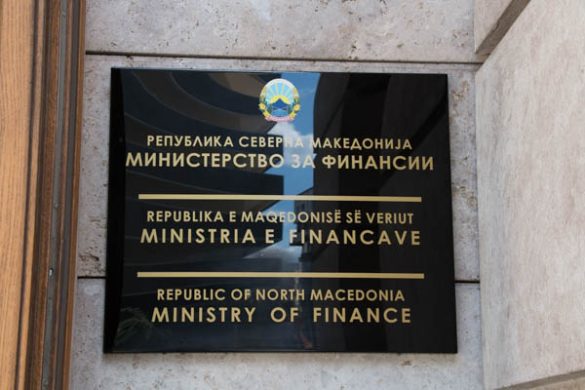 РЕПУБЛИКА СЕВЕРНА МАКЕДОНИЈА
МИНИСТЕРСТВО ЗА ФИНАНСИИ
REPUBLIKA E MAQEDONISË SË VERIUT
MINISTRIA E FINANCAVE
REPUBLIC OF NORTH MACEDONIA
MINISTRY OF FINANCE